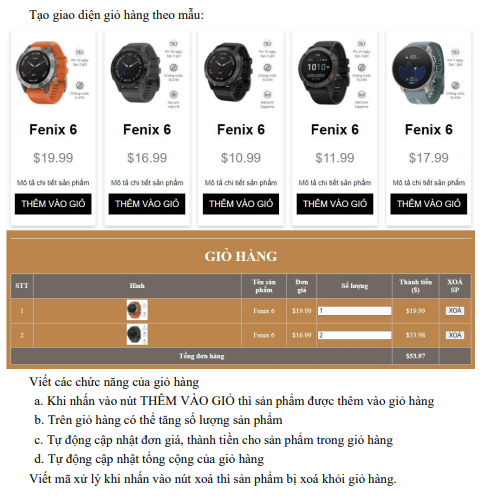 Tạo giao diện giỏ hàng theo mẫu:
Fenix 6 Fenix 6 Fenix 6 Fenix 6 Fenix 6
$19.99 $16.99 $10.99 $11.99 $17.99
Mô tả chi tiết sản phẩm Mô tả chi tiết sản phẩm Mô tả chi tiết sản phẩm Mô tả chi tiết sản phẩm Mô tả chi tiết sản phẩm
THÊM VÀO GIỎ THÊM VÀO GIỎ THÊM VÀO GIỎ THÊM VÀO GIỎ THÊM VÀO GIỎ
GIỎ HÀNG
STT Hình Tên sản phẩm Đơn giá Số lượng Thành tiền ($) XOÁ SP
1 Fenix 6 $19.99 1 $19.99 XOÁ
2 Fenix 6 $16.99 2 $33.98 XOÁ
Tổng đơn hàng $53.97
Viết các chức năng của giỏ hàng
a. Khi nhấn vào nút THÊM VÀO GIỎ thì sản phẩm được thêm vào giỏ hàng
b. Trên giỏ hàng có thể tăng số lượng sản phẩm
c. Tự động cập nhật đơn giá, thành tiền cho sản phẩm trong giỏ hàng
d. Tự động cập nhật tổng cộng của giỏ hàng
Viết mã xử lý khi nhấn vào nút xoá thì sản phẩm bị xoá khỏi giỏ hàng.